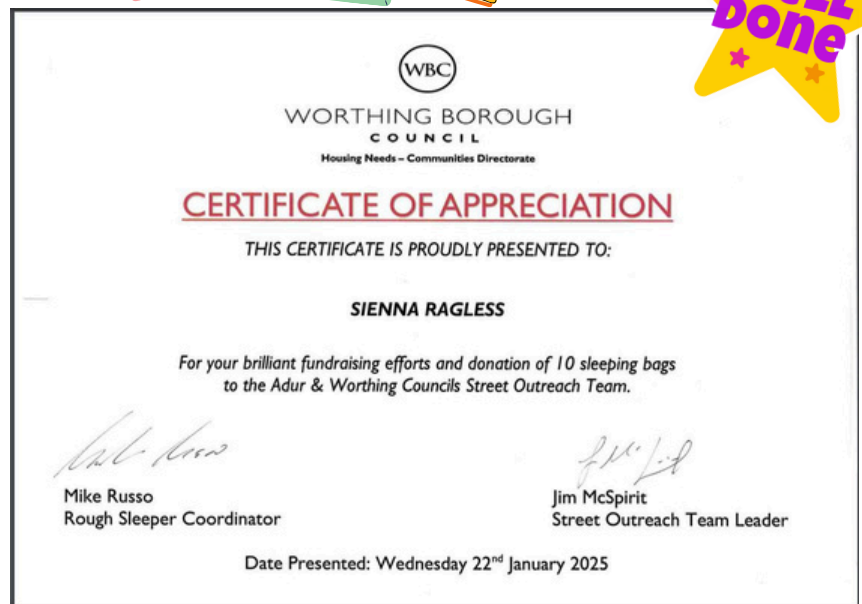 Done
WBC
WORTHING BOROUGH
COUNCIL
Housing Needs – Communities Directorate
CERTIFICATE OF APPRECIATION
THIS CERTIFICATE IS PROUDLY PRESENTED TO:
SIENNA RAGLESS
For your brilliant fundraising efforts and donation of 10 sleeping bags
to the Adur & Worthing Councils Street Outreach Team.
Mike Russo
Rough Sleeper Coordinator
Jim McSpirit
Street Outreach Team Leader
Date Presented: Wednesday 22nd January 2025